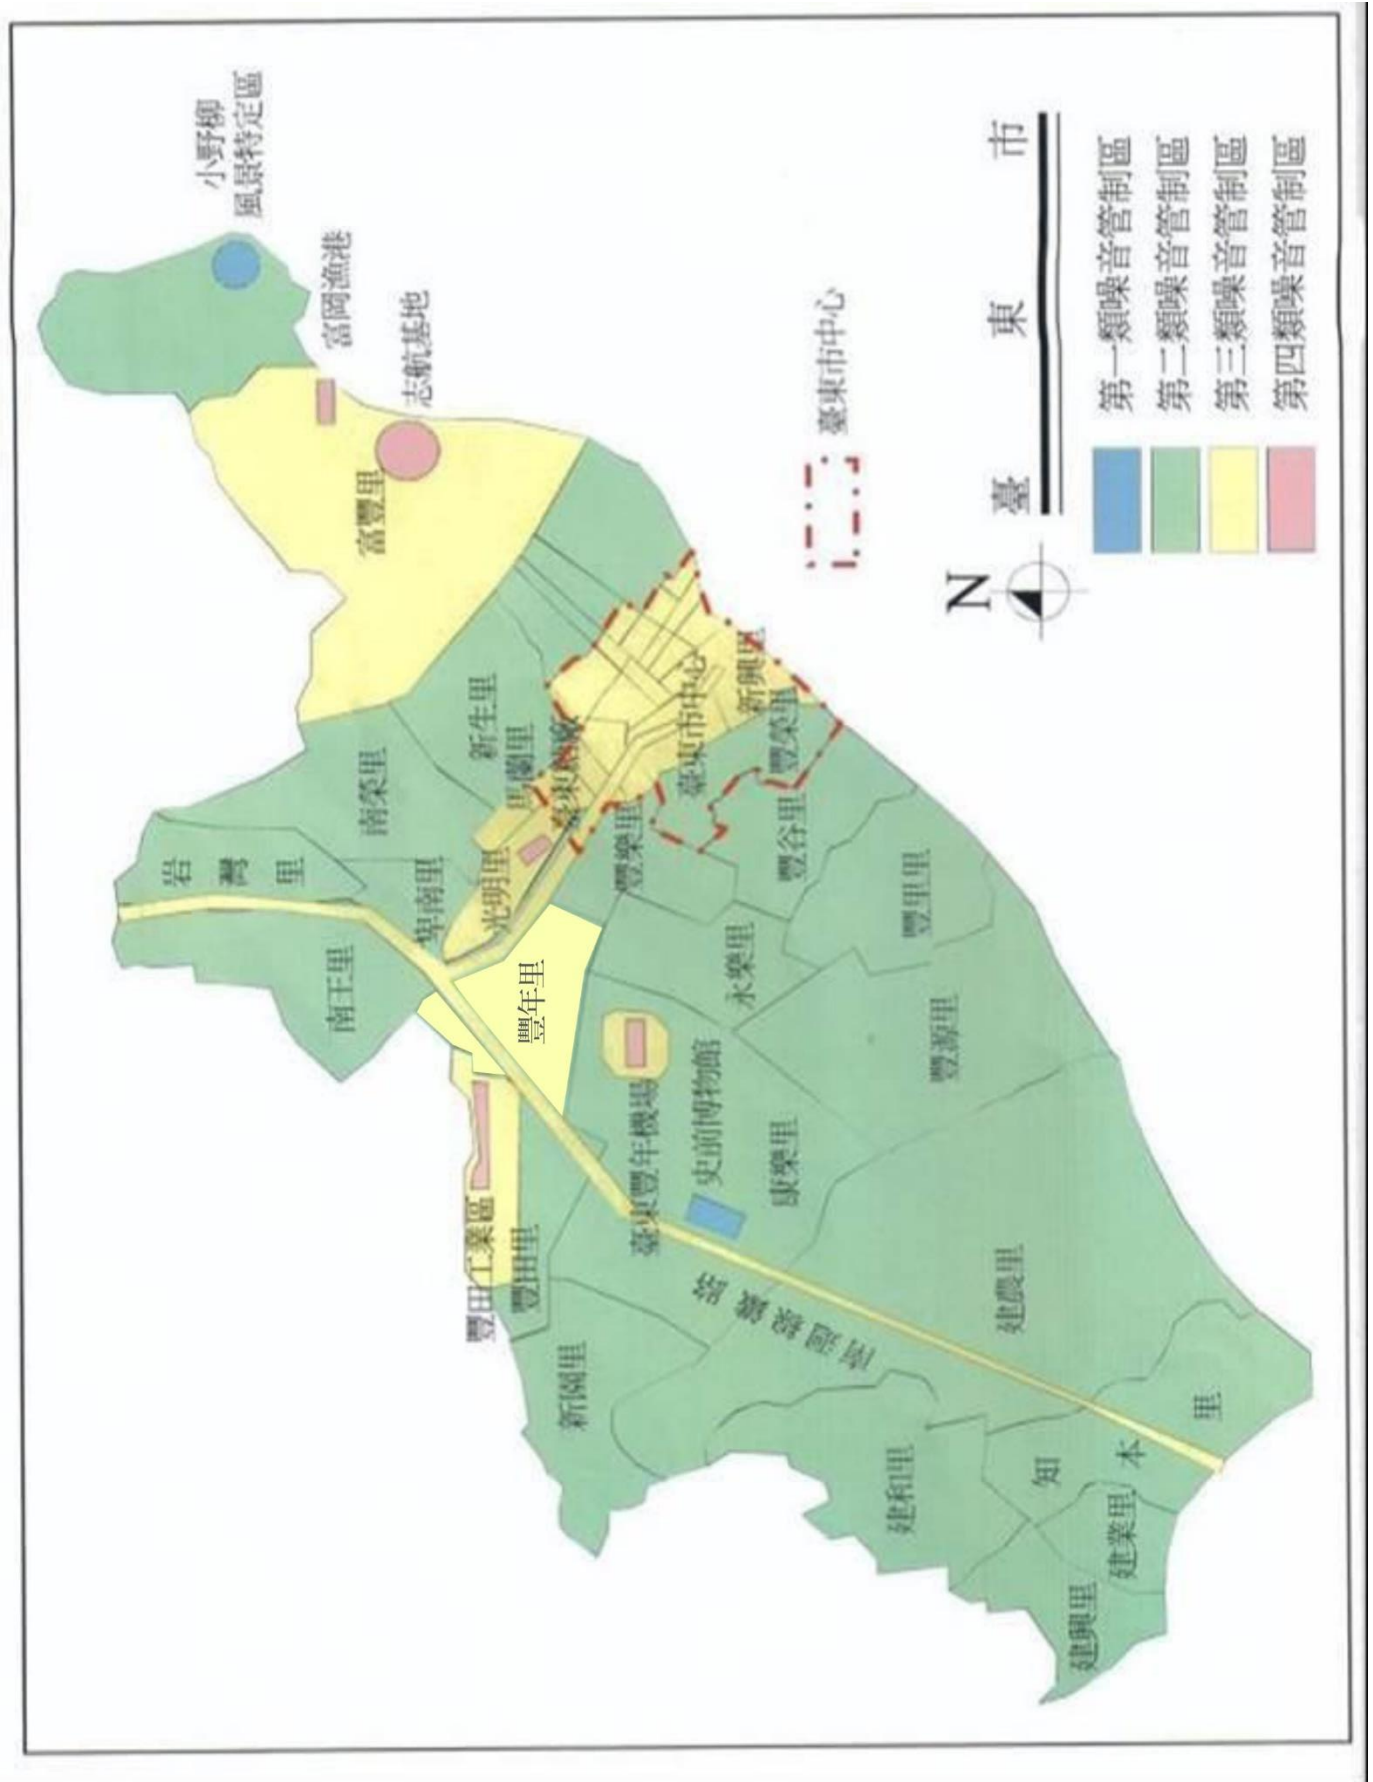 臺東市
第一類噪音管制區
第二類噪音管制區
第三類噪音管制區
第四類噪音管制區
N
臺東市中心
小野柳
風景特定區
富岡漁港
志航基地
富豐里
岩灣里
南榮里
新生里
馬蘭里
臺東糖廠
臺東市中心
新興里
豐榮里
南王里
卑南里
光明里
豐樂里
豐谷里
豐里里
豐年里
永樂里
豐源里
豐田工業區
豐田里
臺東豐年機場
史前博物館
康樂里
南迴線鐵路
建農里
新園里
建和里
知本里
建業里
建興里